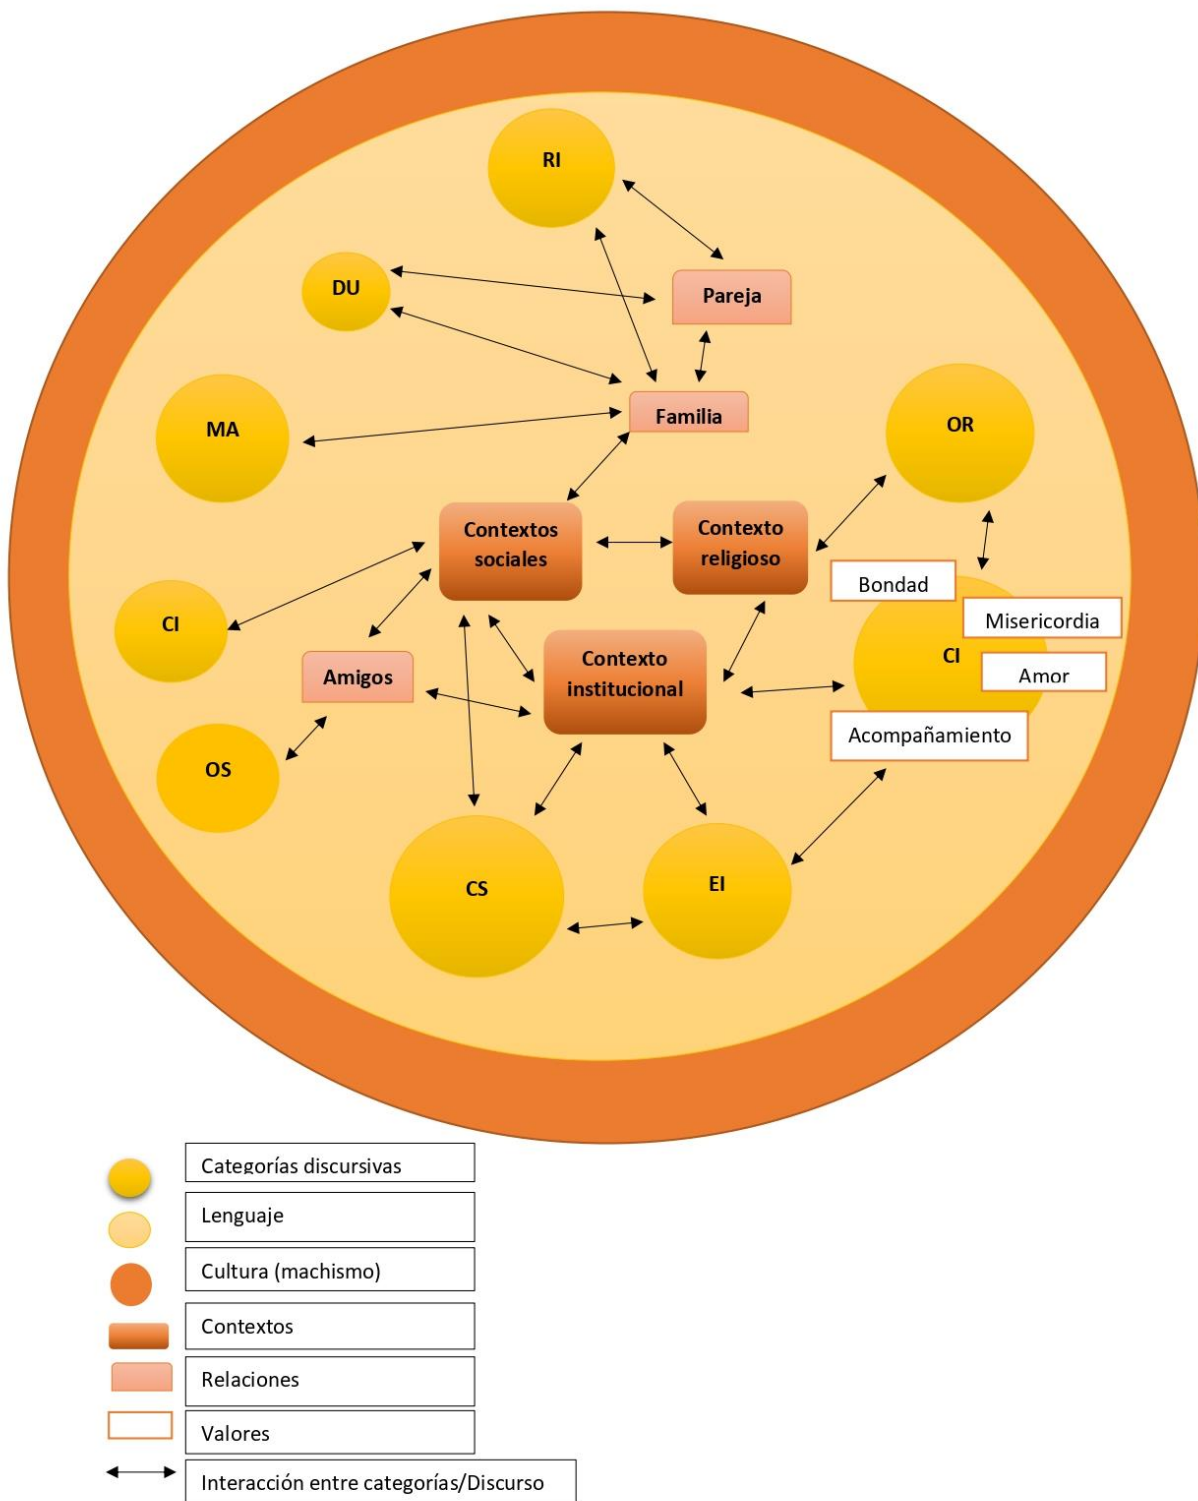 RI
DU
Pareja
MA
Familia
OR
Contextos
sociales
Contexto
religioso
Bondad
Misericordia
CI
Amor
Acompañamiento
CI
Contexto
institucional
Amigos
OS
CS
EI
Categorías discursivas
Lenguaje
Cultura (machismo)
Contextos
Relaciones
Valores
Interacción entre categorías/Discurso